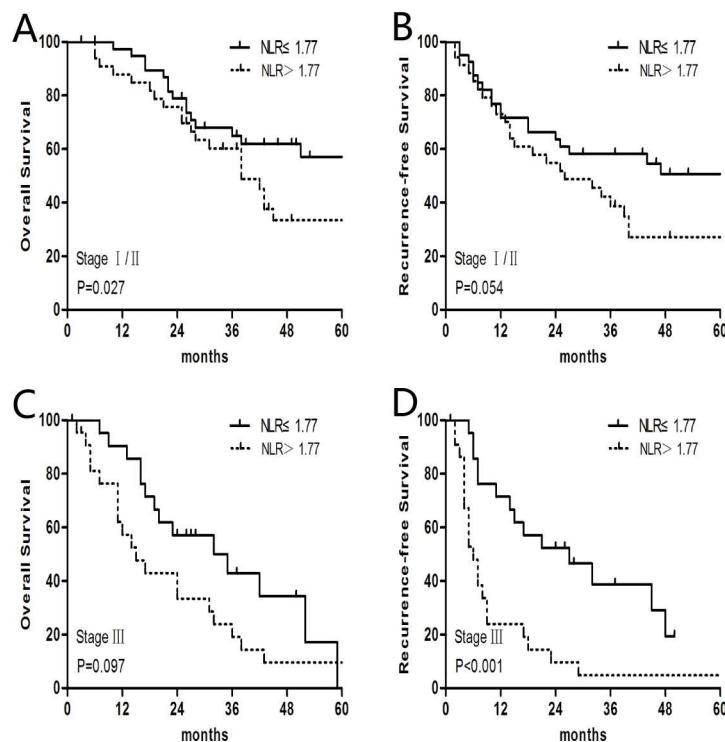 A
NLR≤ 1.77
NLR＞ 1.77
Overall Survival
100
80
60
40
20
0
Stage Ⅰ/Ⅱ
P=0.027
0 12 24 36 48 60
months
B
NLR≤ 1.77
NLR＞ 1.77
Recurrence-free Survival
100
80
60
40
20
0
Stage Ⅰ/Ⅱ
P=0.054
0 12 24 36 48 60
months
C
NLR≤ 1.77
NLR＞ 1.77
Overall Survival
100
80
60
40
20
0
Stage Ⅲ
P=0.097
0 12 24 36 48 60
months
D
NLR≤ 1.77
NLR＞ 1.77
Recurrence-free Survival
100
80
60
40
20
0
Stage Ⅲ
P<0.001
0 12 24 36 48 60
months